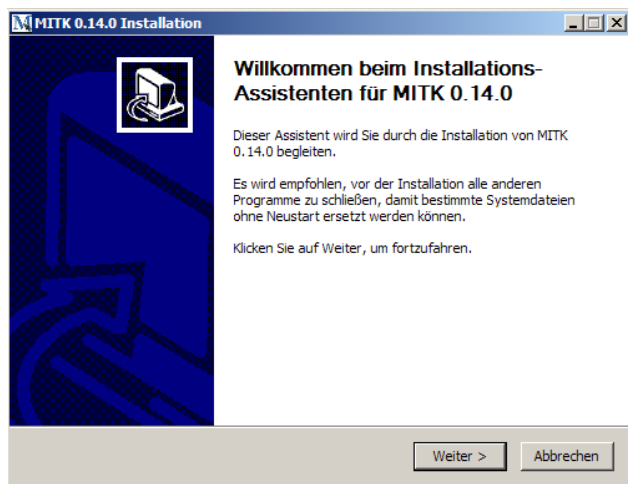 MITK 0.14.0 Installation
Willkommen beim Installations-
Assistenten für MITK 0.14.0
Dieser Assistent wird Sie durch die Installation von MITK
0.14.0 begleiten.
Es wird empfohlen, vor der Installation alle anderen
Programme zu schließen, damit bestimmte Systemdateien
ohne Neustart ersetzt werden können.
Klicken Sie auf Weiter, um fortzufahren.
Weiter >
Abbrechen